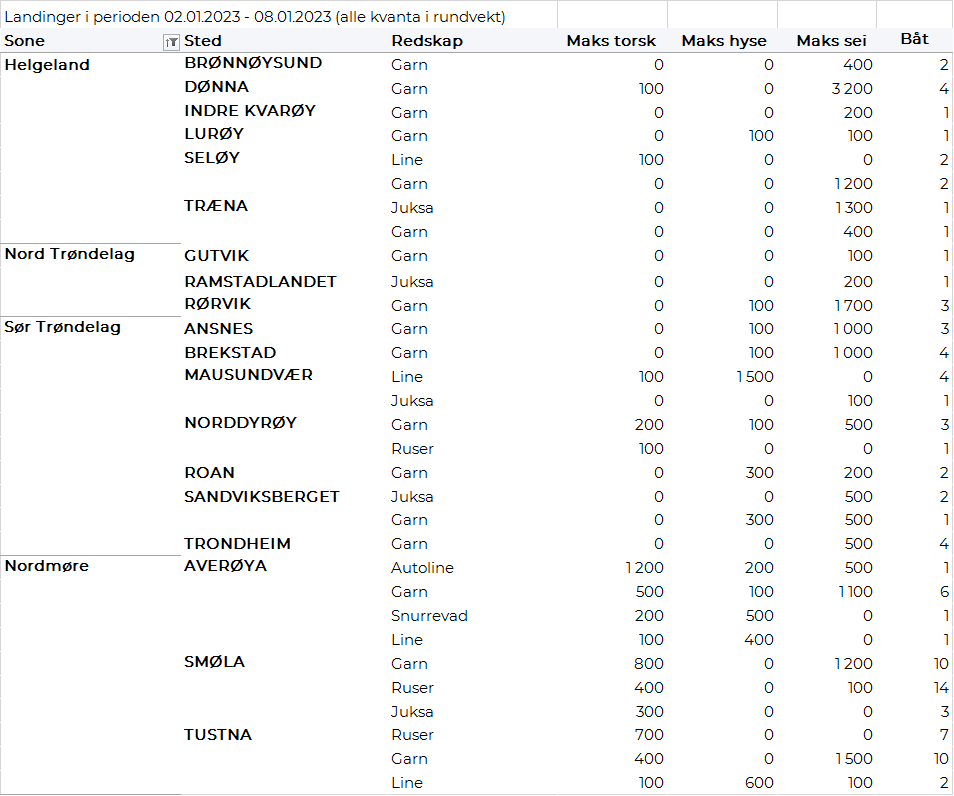 Landinger i perioden 02.01.2023 - 08.01.2023 (alle kvanta i rundvekt)
Sone Sted Redskap Maks torsk Maks hyse Maks sei Båt
Helgeland BRØNNØYSUND Garn 0 0 400 2
DØNNA Garn 100 0 3 200 4
INDRE KVARØY Garn 0 0 200 1
LURØY Garn 0 100 100 1
SELØY Line 100 0 0 2
Garn 0 0 1 200 2
TRÆNA Juksa 0 0 1 300 1
Garn 0 0 400 1
Nord Trøndelag GUTVIK Garn 0 0 100 1
RAMSTADLANDET Juksa 0 0 200 1
RØRVIK Garn 0 100 1 700 3
Sør Trøndelag ANSNES Garn 0 100 1 000 3
BREKSTAD Garn 0 100 1 000 4
MAUSUNDVÆR Line 100 1 500 0 4
Juksa 0 0 100 1
NORDDYRØY Garn 200 100 500 3
Ruser 100 0 0 1
ROAN Garn 0 300 200 2
SANDVIKSBERGET Juksa 0 0 500 2
Garn 0 300 500 1
TRONDHEIM Garn 0 0 500 4
Nordmøre AVERØYA Autoline 1 200 200 500 1
Garn 500 100 1 100 6
Snurrevad 200 500 0 1
Line 100 400 0 1
SMØLA Garn 800 0 1 200 10
Ruser 400 0 100 14
Juksa 300 0 0 3
TUSTNA Ruser 700 0 0 7
Garn 400 0 1 500 10
Line 100 600 100 2